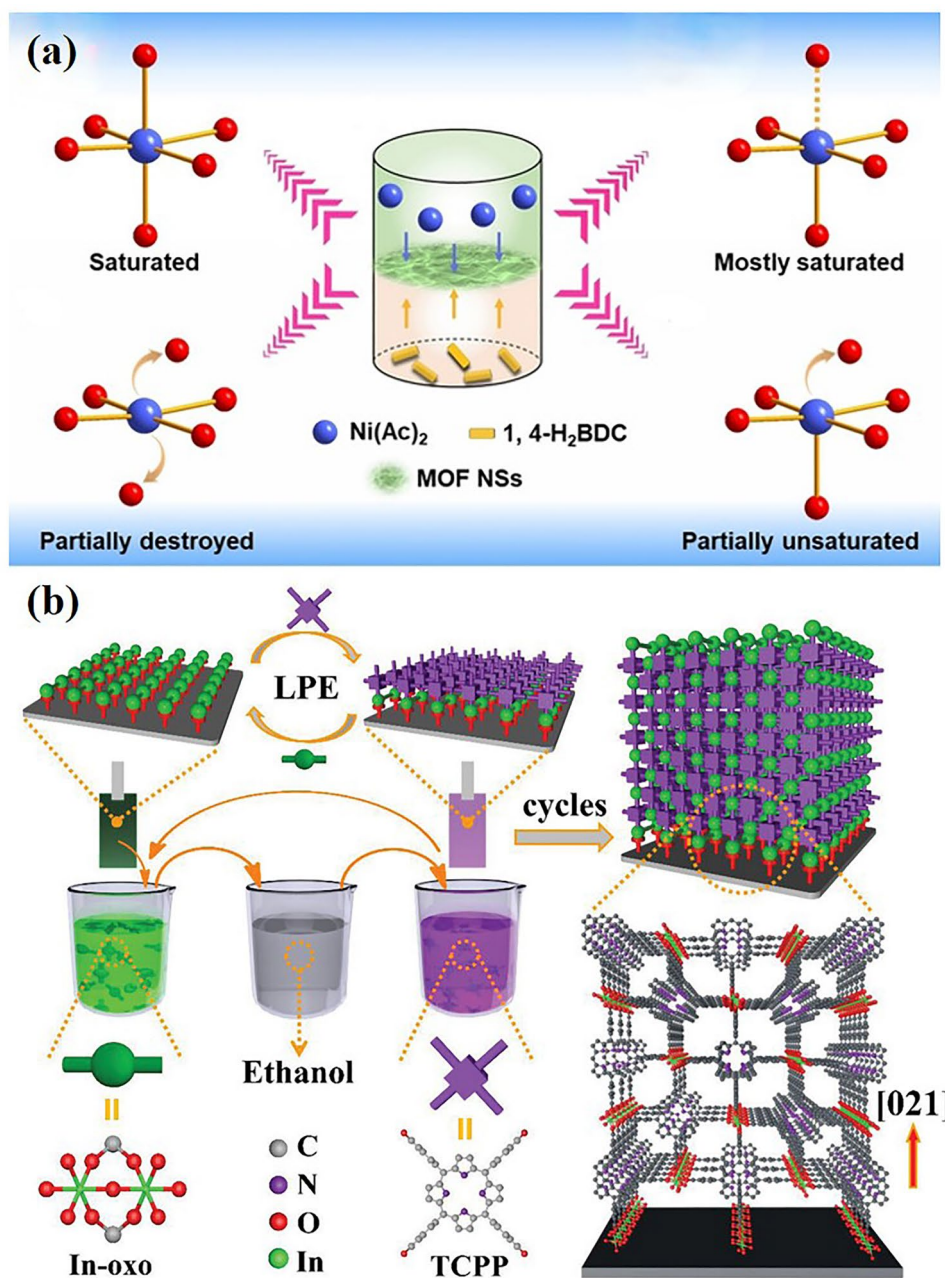 (a)
Saturated
Mostly saturated
Partially destroyed
Partially unsaturated
Ni(Ac)₂
1, 4-H₂BDC
MOF NSs
(b)
LPE
cycles
Ethanol
[021]
C
N
O
In
In-oxo
TCPP